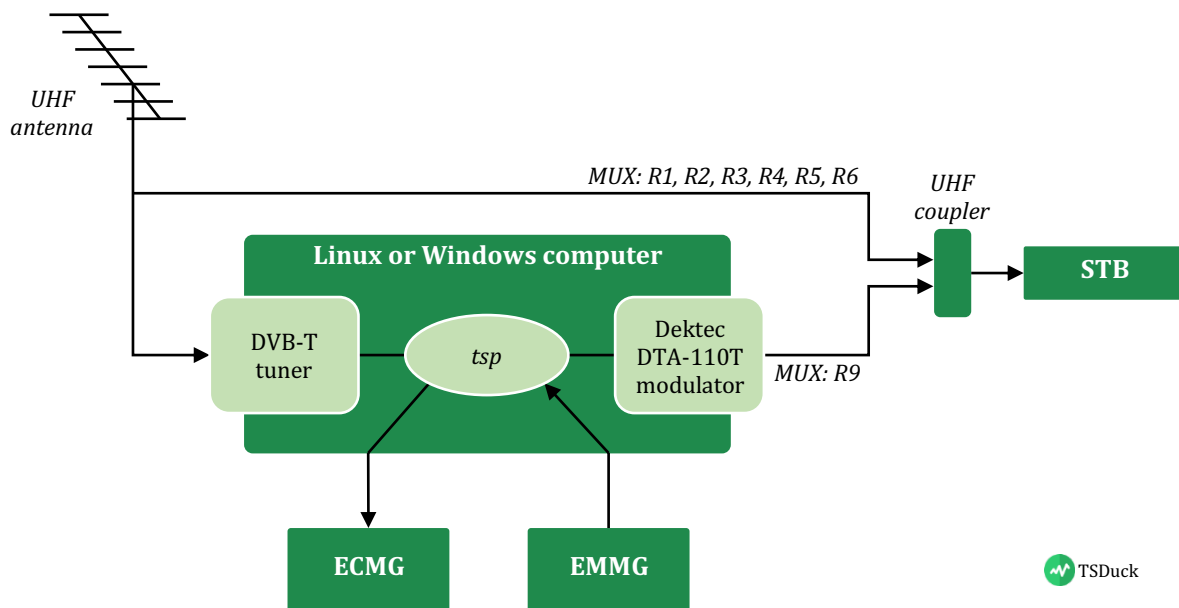 UHF
antenna
MUX: R1, R2, R3, R4, R5, R6
UHF
coupler
Linux or Windows computer
STB
DVB-T
tuner
tsp
Dektec
DTA-110T
modulator
MUX: R9
ECMG
EMMG
TSDuck